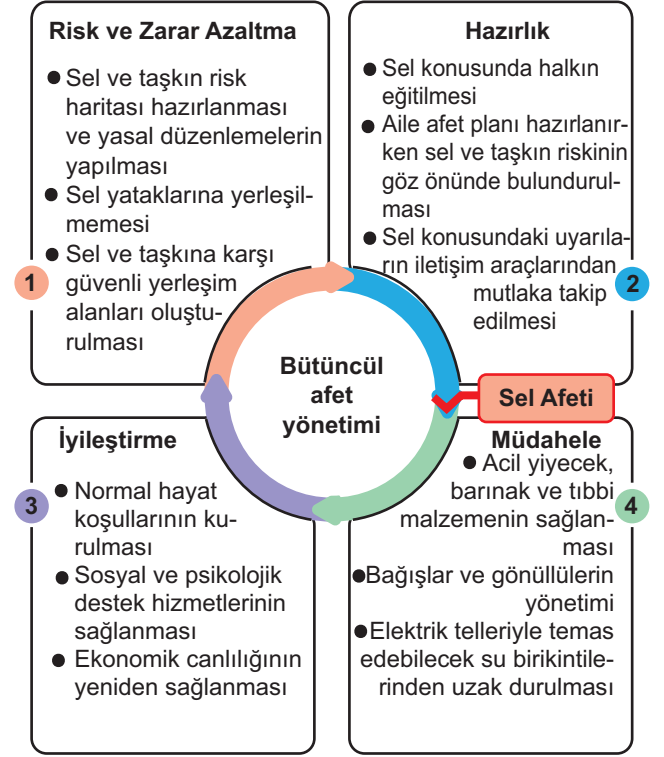 Risk ve Zarar Azaltma
● Sel ve taşkın risk
haritası hazırlanması
ve yasal düzenlemelerin
yapılması
● Sel yataklarına yerleşil-
memesi
● Sel ve taşkına karşı
güvenli yerleşim
alanları oluştu-
rulması
1
Hazırlık
● Sel konusunda halkın
eğitilmesi
● Aile afet planı hazırlanır-
ken sel ve taşkın riskinin
göz önünde bulundurul-
ması
● Sel konusundaki uyarıla-
rın iletişim araçlarından
mutlaka takip
edilmesi
2
Bütüncül
afet
yönetimi
Sel Afeti
İyileştirme
● Normal hayat
koşullarının ku-
rulması
● Sosyal ve psikolojik
destek hizmetlerinin
sağlanması
● Ekonomik canlılığının
yeniden sağlanması
3
Müdahele
● Acil yiyecek,
barınak ve tıbbi
malzemenin sağlan-
ması
●Bağışlar ve gönüllülerin
yönetimi
●Elektrik telleriyle temas
edebilecek su birikintile-
rinden uzak durulması
4